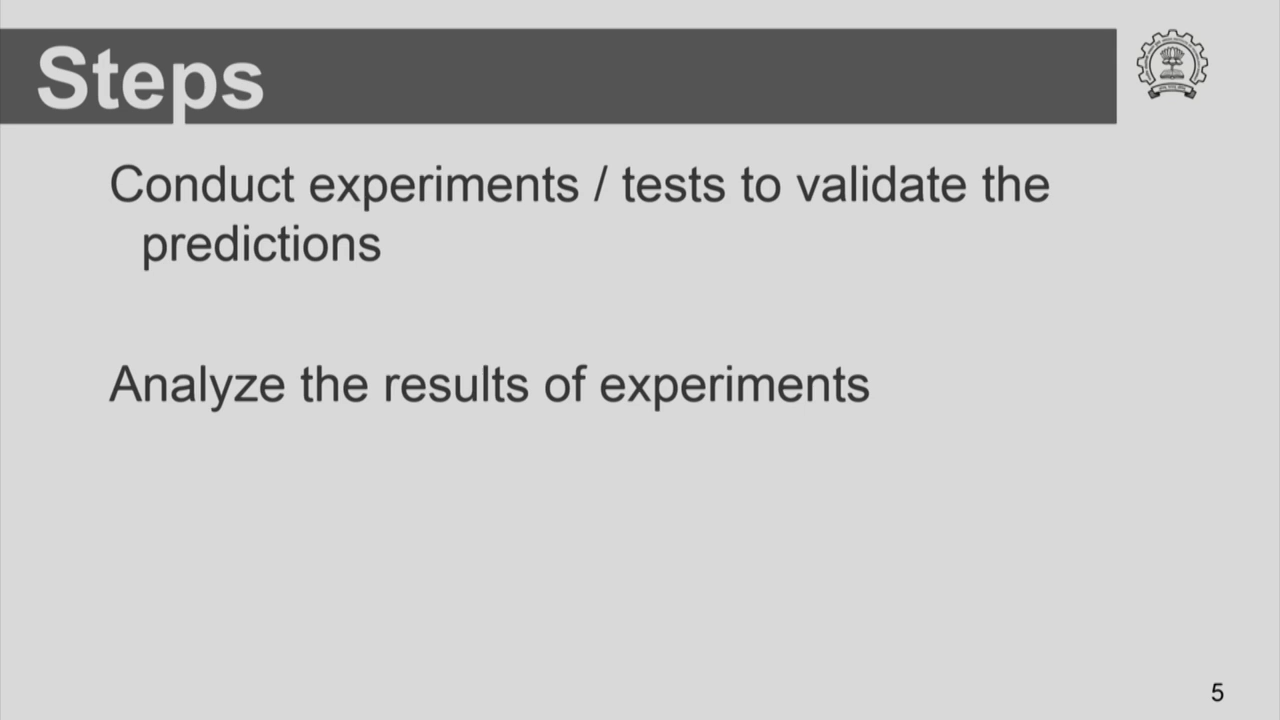 Steps
Conduct experiments / tests to validate the
predictions
Analyze the results of experiments
5